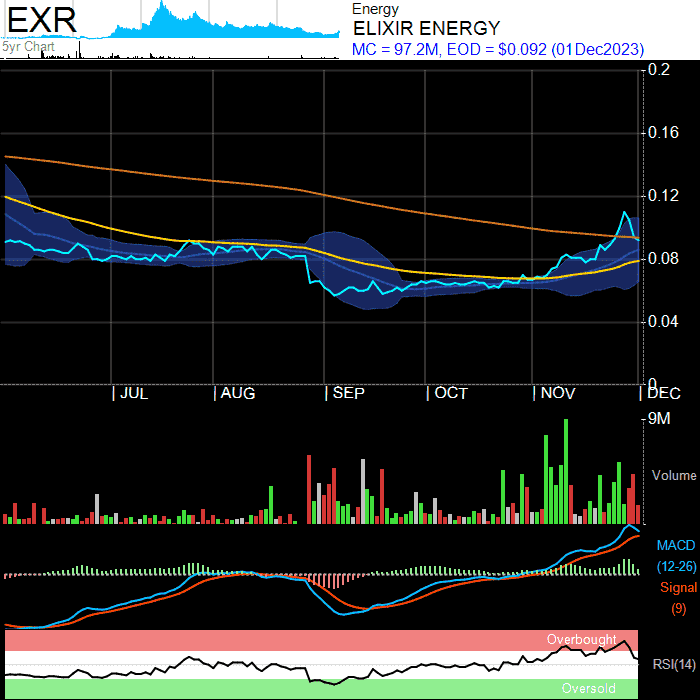 EXR
5yr Chart
Energy
ELIXIR ENERGY
MC = 97.2M, EOD = $0.092 (01Dec2023)
0.2
0.16
0.12
0.08
0.04
0
JUL AUG SEP OCT NOV DEC
9M
Volume
MACD
(12-26)
Signal
(9)
Overbought
RSI(14)
Oversold